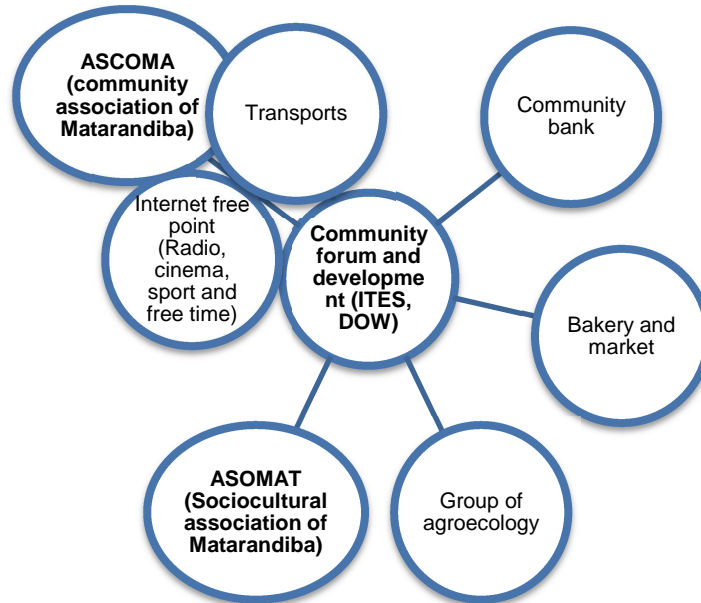 ASCOMA
(community
association of
Matarandiba)
Transports
Community
bank
Internet free
point
(Radio,
cinema,
sport and
free time)
Community
forum and
developme
nt (ITES,
DOW)
Bakery and
market
ASOMAT
(Sociocultural
association of
Matarandiba)
Group of
agroecology